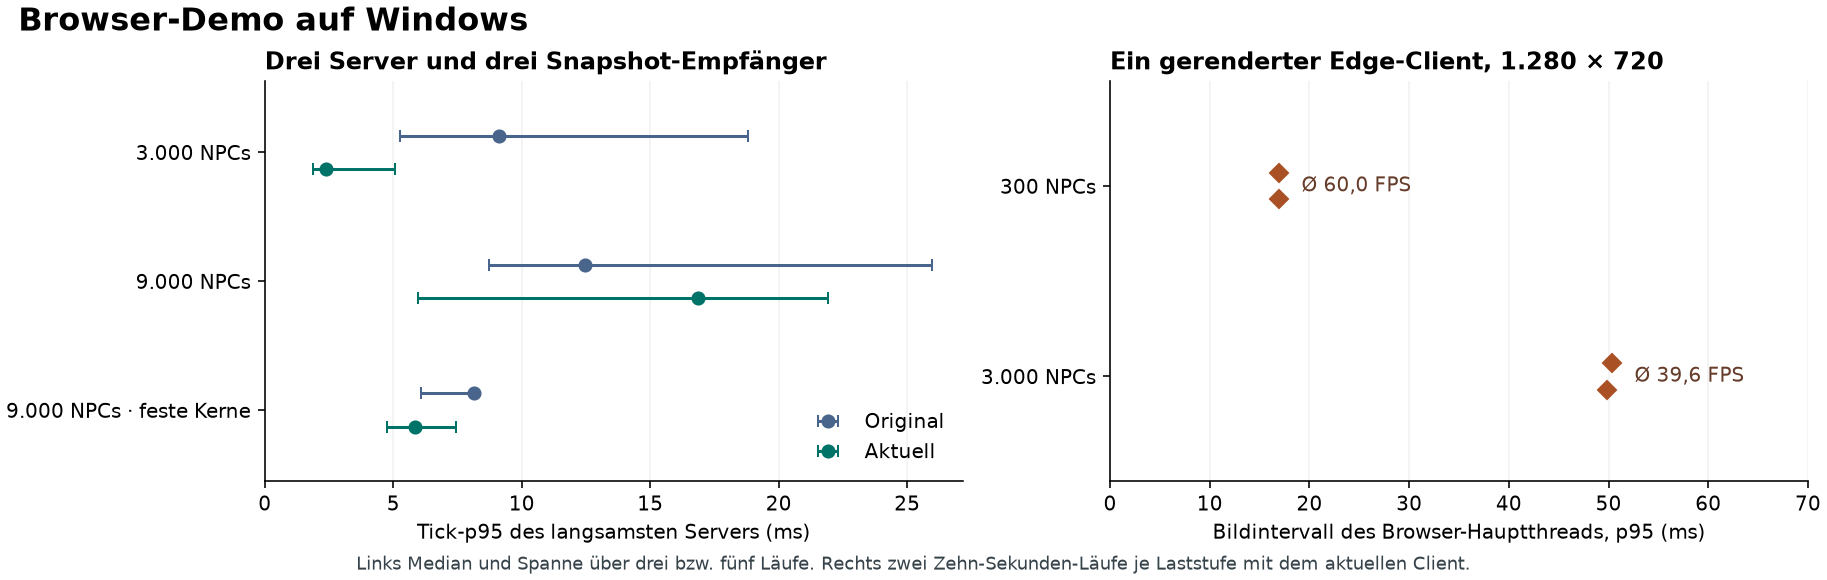 Browser-Demo auf Windows
Drei Server und drei Snapshot-Empfänger
3.000 NPCs
9.000 NPCs
9.000 NPCs · feste Kerne
Original
Aktuell
0 5 10 15 20 25
Tick-p95 des langsamsten Servers (ms)
Ein gerenderter Edge-Client, 1.280 × 720
300 NPCs
Ø 60,0 FPS
3.000 NPCs
Ø 39,6 FPS
0 10 20 30 40 50 60 70
Bildintervall des Browser-Hauptthreads, p95 (ms)
Links Median und Spanne über drei bzw. fünf Läufe. Rechts zwei Zehn-Sekunden-Läufe je Laststufe mit dem aktuellen Client.